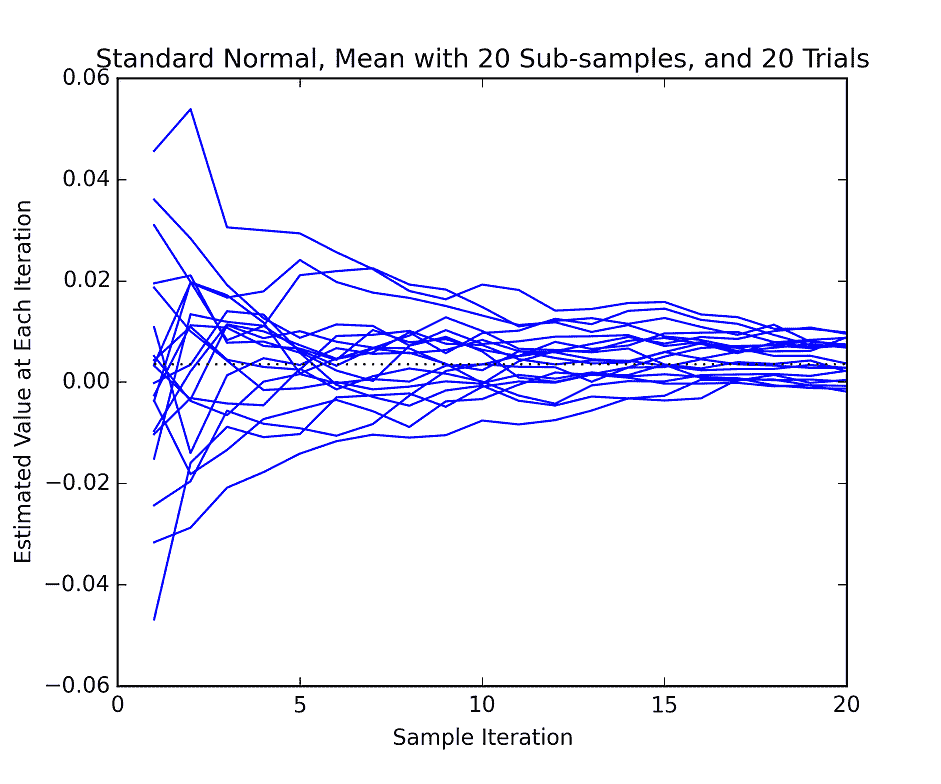 Standard Normal, Mean with 20 Sub-samples, and 20 Trials
0.06
0.04
0.02
0.00
−0.02
−0.04
−0.06
Estimated Value at Each Iteration
0 5 10 15 20
Sample Iteration